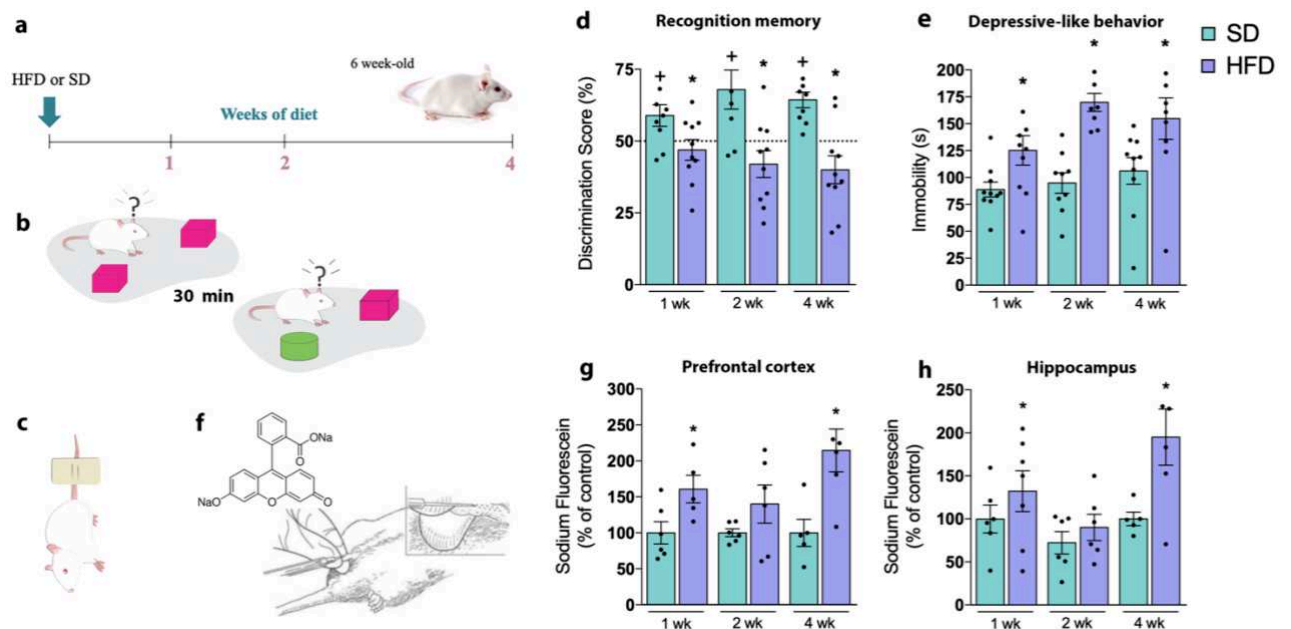 a
HFD or SD
6 week-old
Weeks of diet
1
2
4
b
?
30 min
?
c
f
ONa
O
NaO
O
O
d
Recognition memory
Discrimination Score (%)
75
50
25
0
+
*
+
*
+
*
1 wk
2 wk
4 wk
e
Depressive-like behavior
Immobility (s)
200
175
150
125
100
75
50
25
0
*
*
*
1 wk
2 wk
4 wk
SD
HFD
g
Prefrontal cortex
Sodium Fluorescein
(% of control)
300
250
200
150
100
50
0
*
*
1 wk
2 wk
4 wk
h
Hippocampus
Sodium Fluorescein
(% of control)
250
200
150
100
50
0
*
*
1 wk
2 wk
4 wk